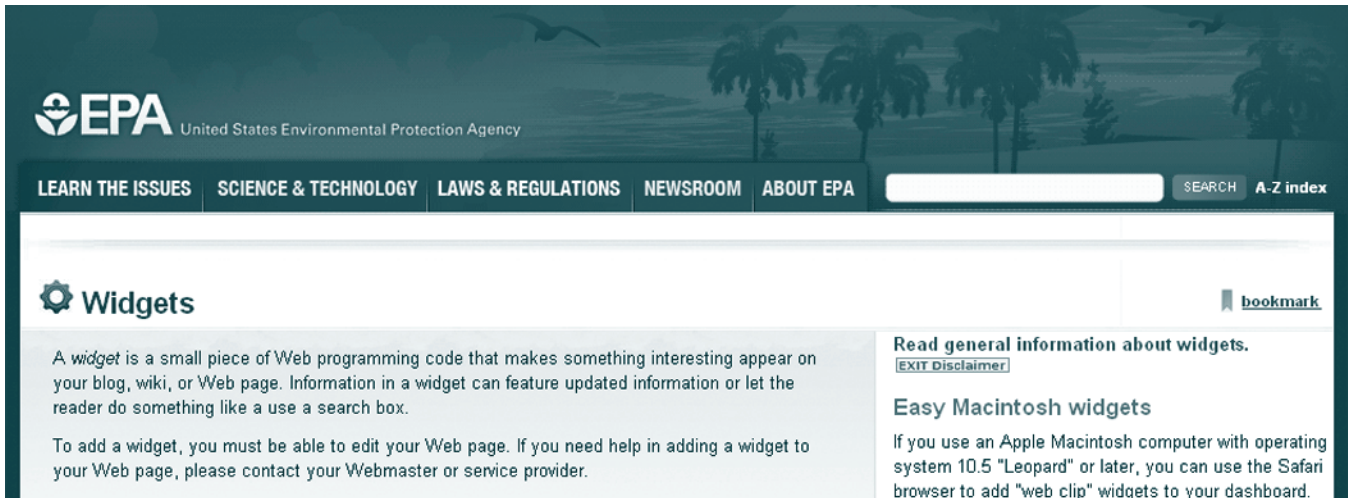 EPA United States Environmental Protection Agency
LEARN THE ISSUES SCIENCE & TECHNOLOGY LAWS & REGULATIONS NEWSROOM ABOUT EPA SEARCH A-Z index
Widgets
bookmark
A widget is a small piece of Web programming code that makes something interesting appear on
your blog, wiki, or Web page. Information in a widget can feature updated information or let the
reader do something like a use a search box.
To add a widget, you must be able to edit your Web page. If you need help in adding a widget to
your Web page, please contact your Webmaster or service provider.
Read general information about widgets.
EXIT Disclaimer
Easy Macintosh widgets
If you use an Apple Macintosh computer with operating
system 10.5 "Leopard" or later, you can use the Safari
browser to add "web clip" widgets to your dashboard.